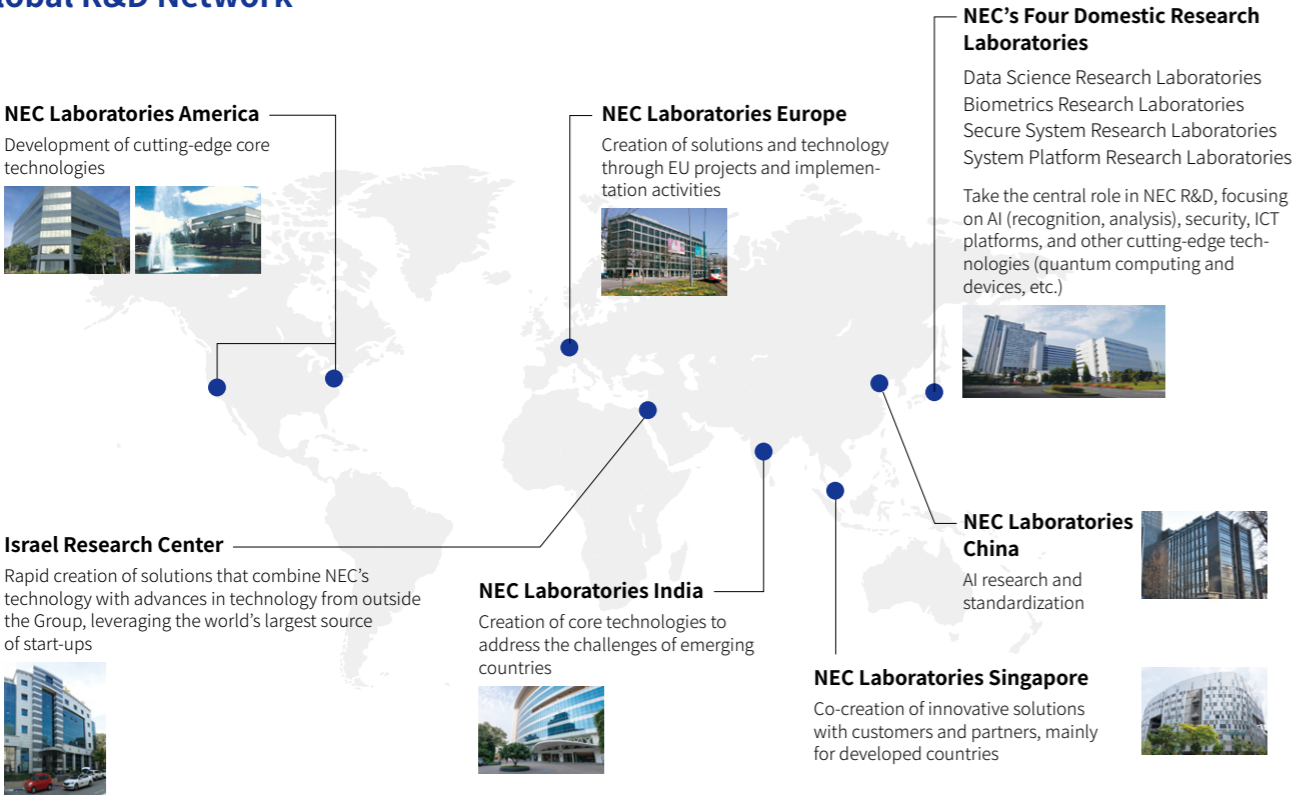 NEC's Four Domestic Research
Laboratories
Data Science Research Laboratories
Biometrics Research Laboratories
Secure System Research Laboratories
System Platform Research Laboratories
Take the central role in NEC R&D, focusing
on AI (recognition, analysis), security, ICT
platforms, and other cutting-edge tech-
nologies (quantum computing and
devices, etc.)
NEC Laboratories America
Development of cutting-edge core
technologies
NEC Laboratories Europe
Creation of solutions and technology
through EU projects and implemen-
tation activities
Israel Research Center
Rapid creation of solutions that combine NEC's
technology with advances in technology from outside
the Group, leveraging the world's largest source
of start-ups
NEC Laboratories India
Creation of core technologies to
address the challenges of emerging
countries
NEC Laboratories
China
AI research and
standardization
NEC Laboratories Singapore
Co-creation of innovative solutions
with customers and partners, mainly
for developed countries